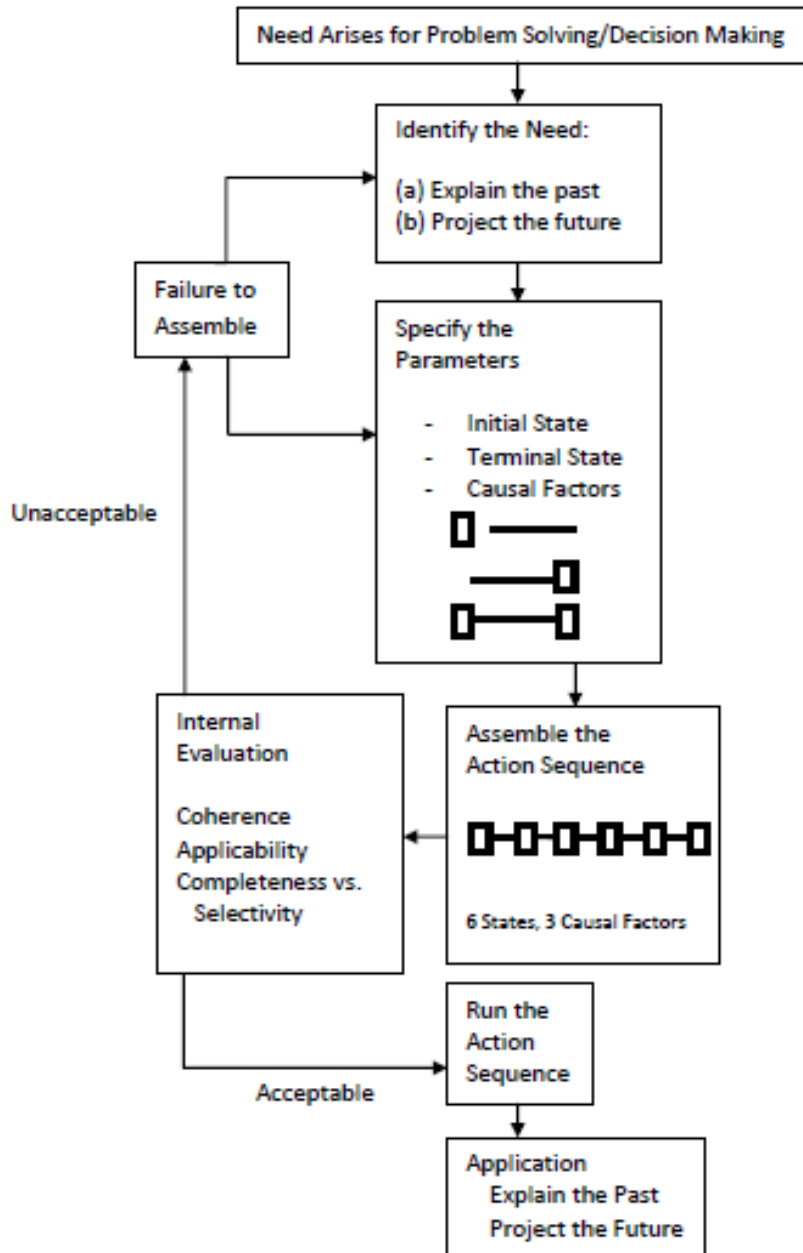 Need Arises for Problem Solving/Decision Making
Identify the Need:
(a) Explain the past
(b) Project the future
Failure to
Assemble
Specify the
Parameters
- Initial State
- Terminal State
- Causal Factors
Unacceptable
Internal
Evaluation
Coherence
Applicability
Completeness vs.
Selectivity
Assemble the
Action Sequence
6 States, 3 Causal Factors
Run the
Action
Sequence
Acceptable
Application
Explain the Past
Project the Future